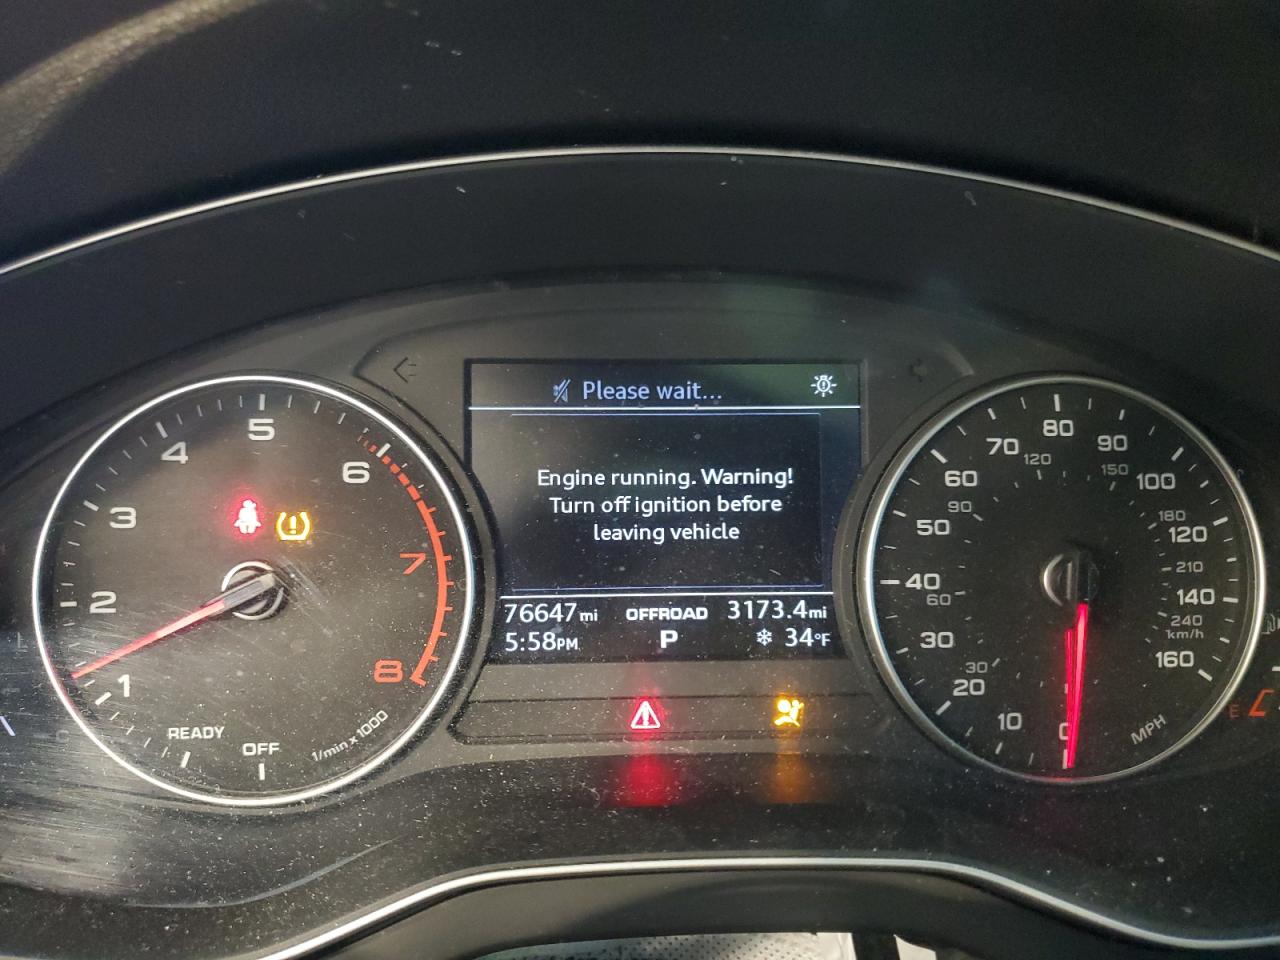 Please wait...
Engine running. Warning!
Turn off ignition before
leaving vehicle
76647mi OFFROAD 3173.4mi
5:58PM P 34°F
1
2
3
4
5
6
7
8
READY
OFF
1/min x 1000
0
10
20
30
40
50
60
70
80
90
100
120
140
160
30
60
90
120
150
180
210
240
km/h
MPH
E